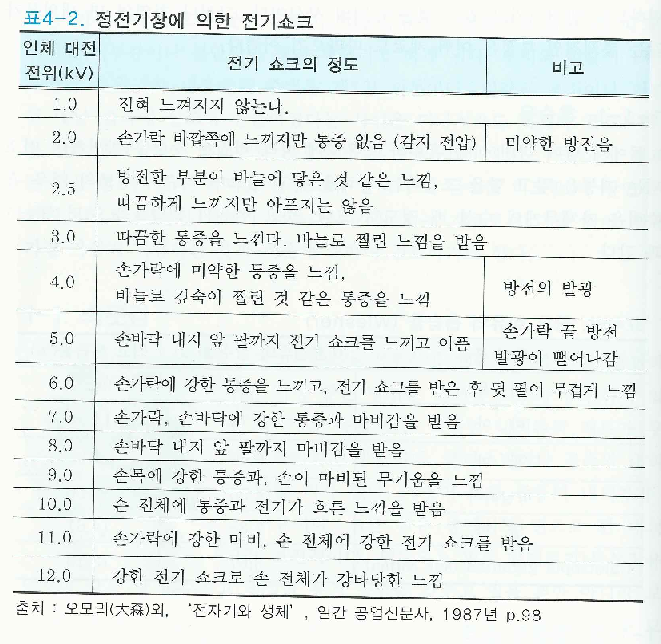 표4-2. 정전기장에 의한 전기쇼크
인체 대전
전위(kV)
전기 쇼크의 정도
비고
1.0 전혀 느껴지지 않는다.
2.0 손가락 바깥쪽에 느끼지만 통증 없음 (감지 전압) 미약한 방전음
2.5 방전한 부분이 바늘에 닿은 것 같은 느낌,
따끔하게 느끼지만 아프지는 않음
3.0 따끔한 통증을 느낀다. 바늘로 찔린 느낌을 받음
4.0 손가락에 미약한 통증을 느낌,
바늘로 깊숙이 찔린 것 같은 통증을 느낌
방선의 발광
5.0 손바닥 내지 앞 팔까지 전기 쇼크를 느끼고 아픔
손가락 끝 방선
발광이 뻗어나감
6.0 손가락에 강한 통증을 느끼고, 전기 쇼크를 받은 후 뒷 팔이 무겁게 느낌
7.0 손가락, 손바닥에 강한 통증과 마비감을 받음
8.0 손바닥 내지 앞 팔까지 마비감을 받음
9.0 손목에 강한 통증과, 손이 마비된 무거움을 느낌
10.0 손 전체에 통증과 전기가 흐른 느낌을 받음
11.0 손가락에 강한 마비, 손 전체에 강한 전기 쇼크를 받음
12.0 강한 전기 쇼크로 손 전체가 강타당한 느낌
출처 : 오모리(大森)외, ‘전자기와 생체’, 일간 공업신문사, 1987년 p.98